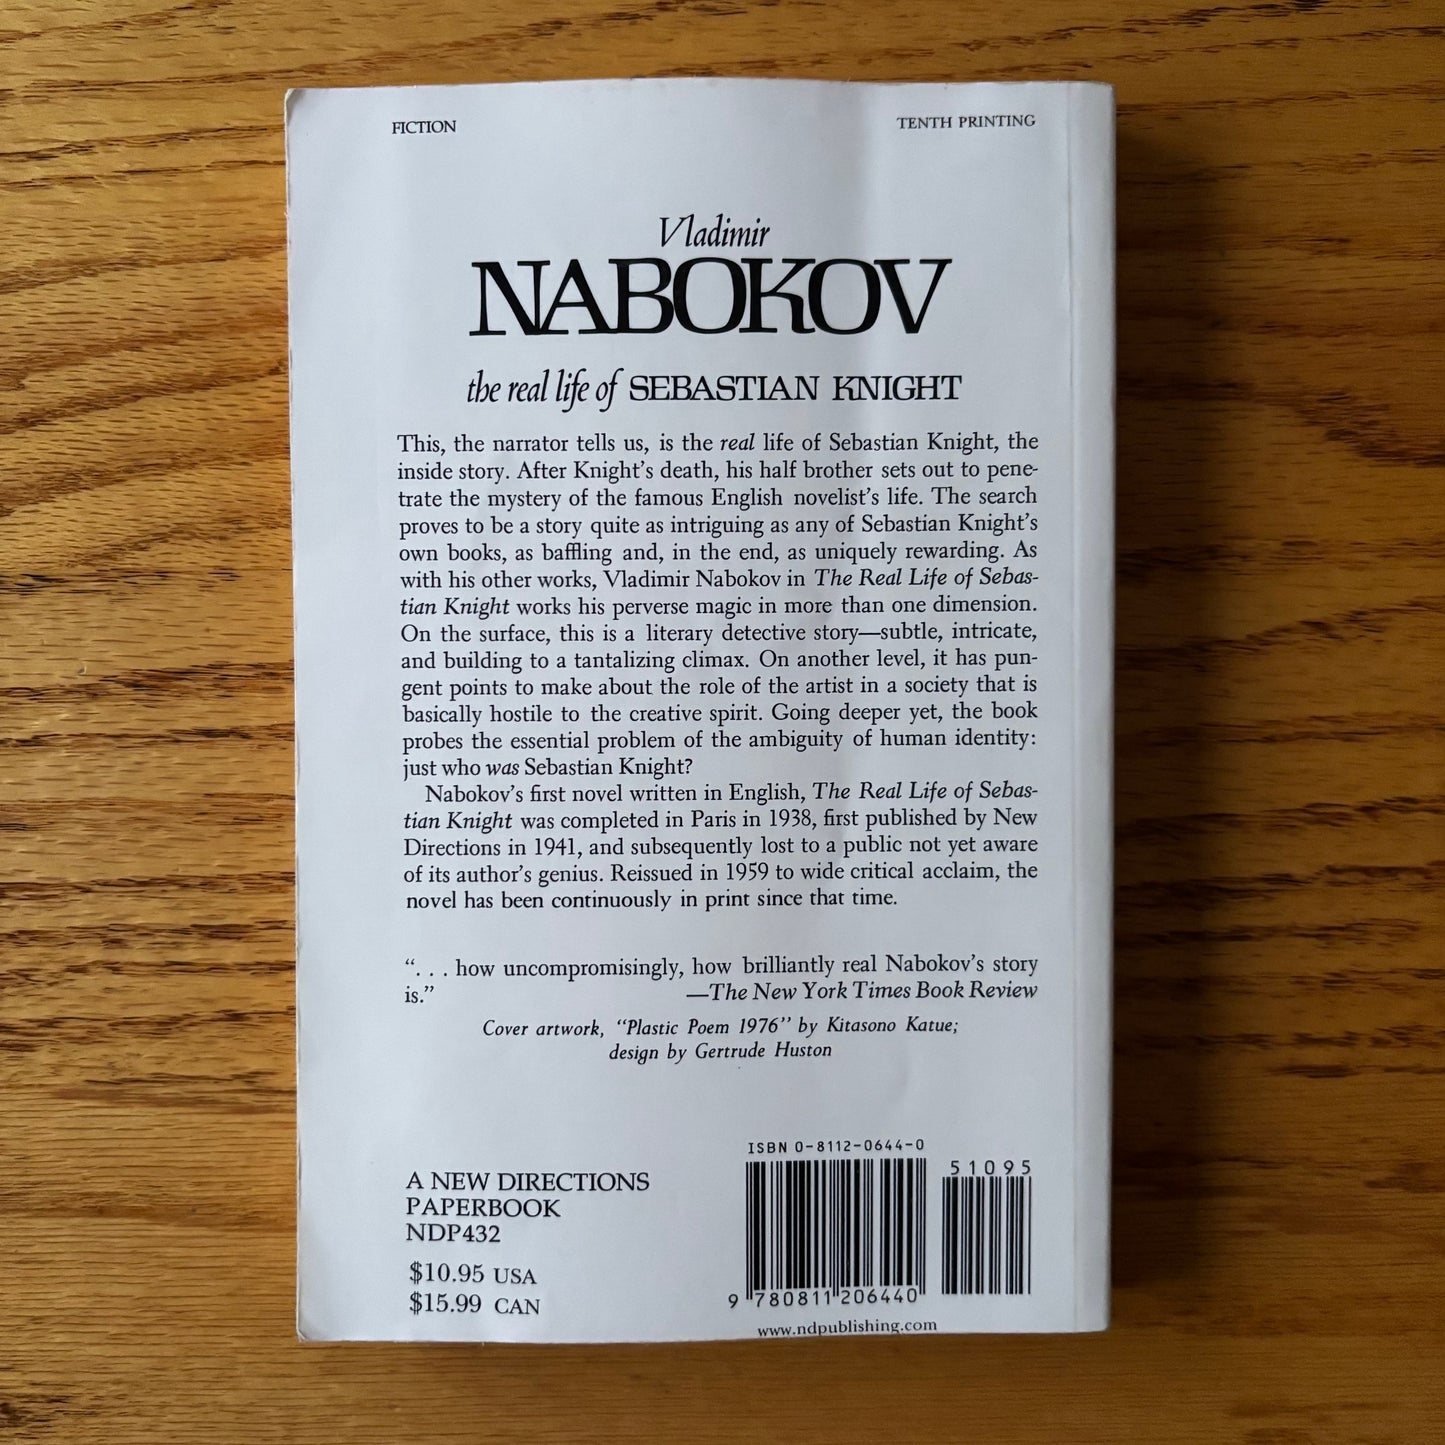 FICTION
TENTH PRINTING
Vladimir
NABOKOV
the real life of SEBASTIAN KNIGHT
This, the narrator tells us, is the real life of Sebastian Knight, the
inside story. After Knight's death, his half brother sets out to pene-
trate the mystery of the famous English novelist's life. The search
proves to be a story quite as intriguing as any of Sebastian Knight's
own books, as baffling and, in the end, as uniquely rewarding. As
with his other works, Vladimir Nabokov in The Real Life of Sebas-
tian Knight works his perverse magic in more than one dimension.
On the surface, this is a literary detective story—subtle, intricate,
and building to a tantalizing climax. On another level, it has pun-
gent points to make about the role of the artist in a society that is
basically hostile to the creative spirit. Going deeper yet, the book
probes the essential problem of the ambiguity of human identity:
just who was Sebastian Knight?
Nabokov's first novel written in English, The Real Life of Sebas-
tian Knight was completed in Paris in 1938, first published by New
Directions in 1941, and subsequently lost to a public not yet aware
of its author's genius. Reissued in 1959 to wide critical acclaim, the
novel has been continuously in print since that time.
“. . . how uncompromisingly, how brilliantly real Nabokov's story
is.” —The New York Times Book Review
Cover artwork, “Plastic Poem 1976” by Kitasono Katue;
design by Gertrude Huston
A NEW DIRECTIONS
PAPERBOOK
NDP432
$10.95 USA
$15.99 CAN
ISBN 0-8112-0644-0
51095
9 780811 206440
www.ndpublishing.com